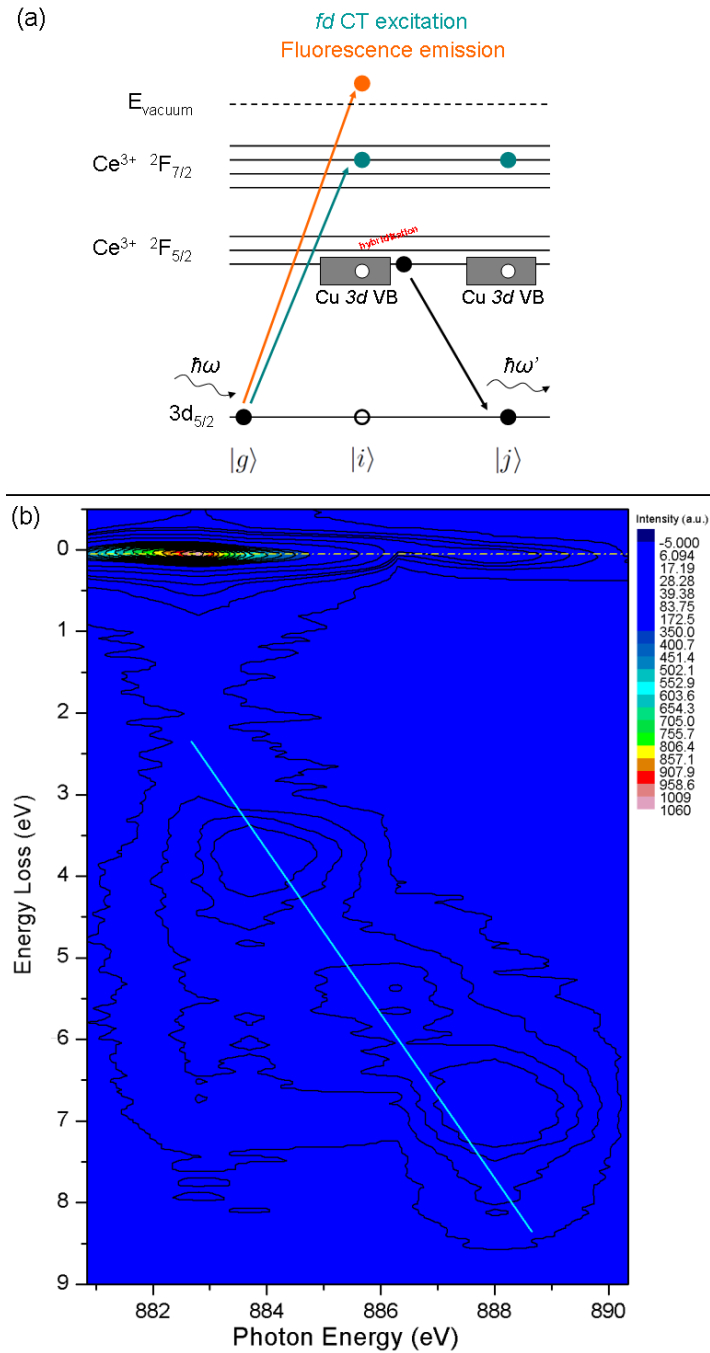 (a)
fd CT excitation
Fluorescence emission
E_vacuum
Ce³⁺ ²F_7/2
Ce³⁺ ²F_5/2
hybridization
Cu 3d VB Cu 3d VB
ħω ħω'
3d_5/2
|g⟩ |i⟩ |j⟩
(b)
Intensity (a.u.)
-5.000
6.094
17.19
28.28
39.38
83.75
172.5
350.0
400.7
451.4
502.1
552.9
603.6
654.3
705.0
755.7
806.4
857.1
907.9
958.6
1009
1060
0
1
2
3
4
5
6
7
8
9
Energy Loss (eV)
882 884 886 888 890
Photon Energy (eV)